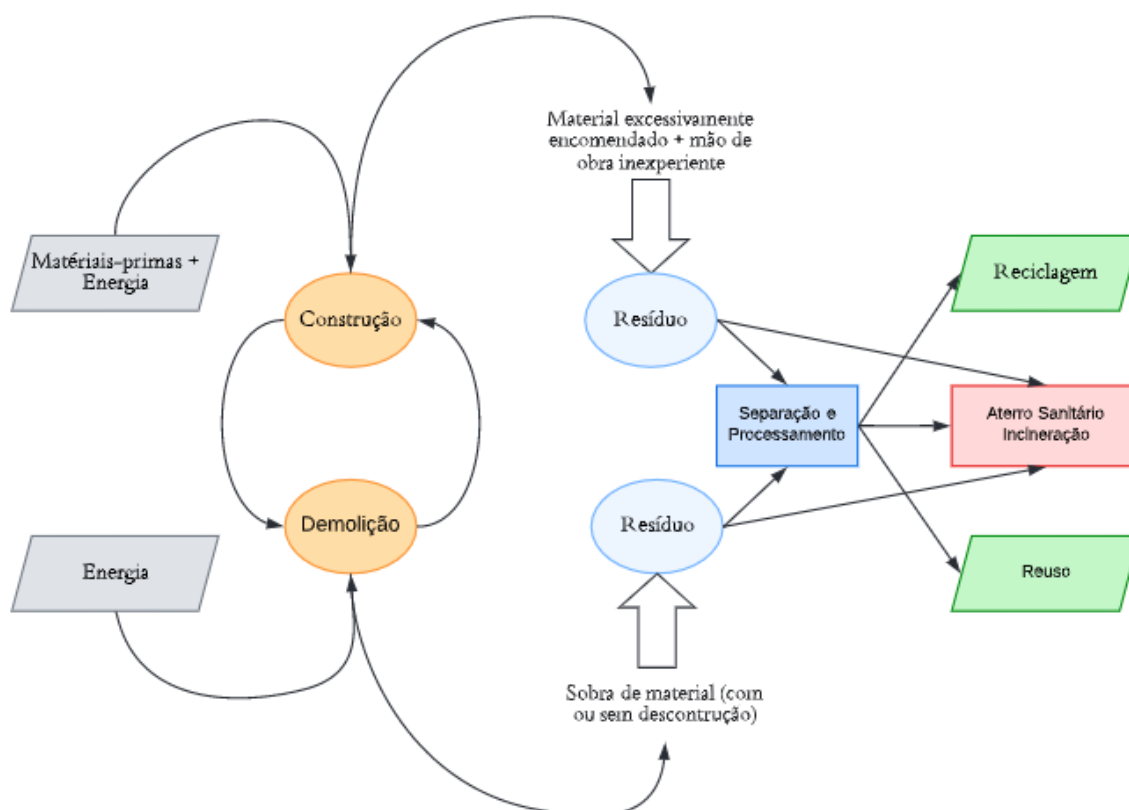 Material excessivamente
encomendado + mão de
obra inexperiente
Matériais-primas +
Energia
Construção
Resíduo
Reciclagem
Separação e
Processamento
Aterro Sanitário
Incineração
Demolição
Resíduo
Energia
Reuso
Sobra de material (com
ou sem descontrução)